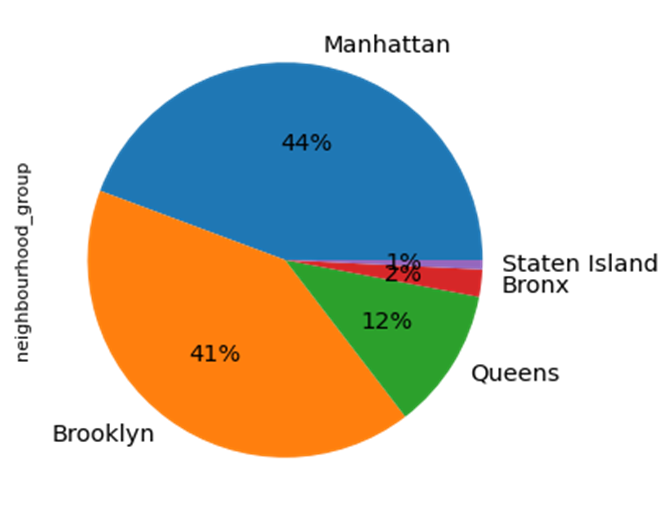 Manhattan
44%
neighbourhood_group
1%
Staten Island
2%
Bronx
12%
41%
Queens
Brooklyn